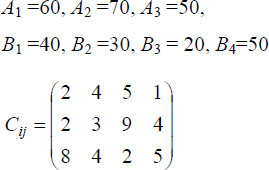 A₁ =60, A₂ =70, A₃ =50,
B₁ =40, B₂ =30, B₃ = 20, B₄=50
Cᵢⱼ = ( 2 4 5 1
2 3 9 4
8 4 2 5 )